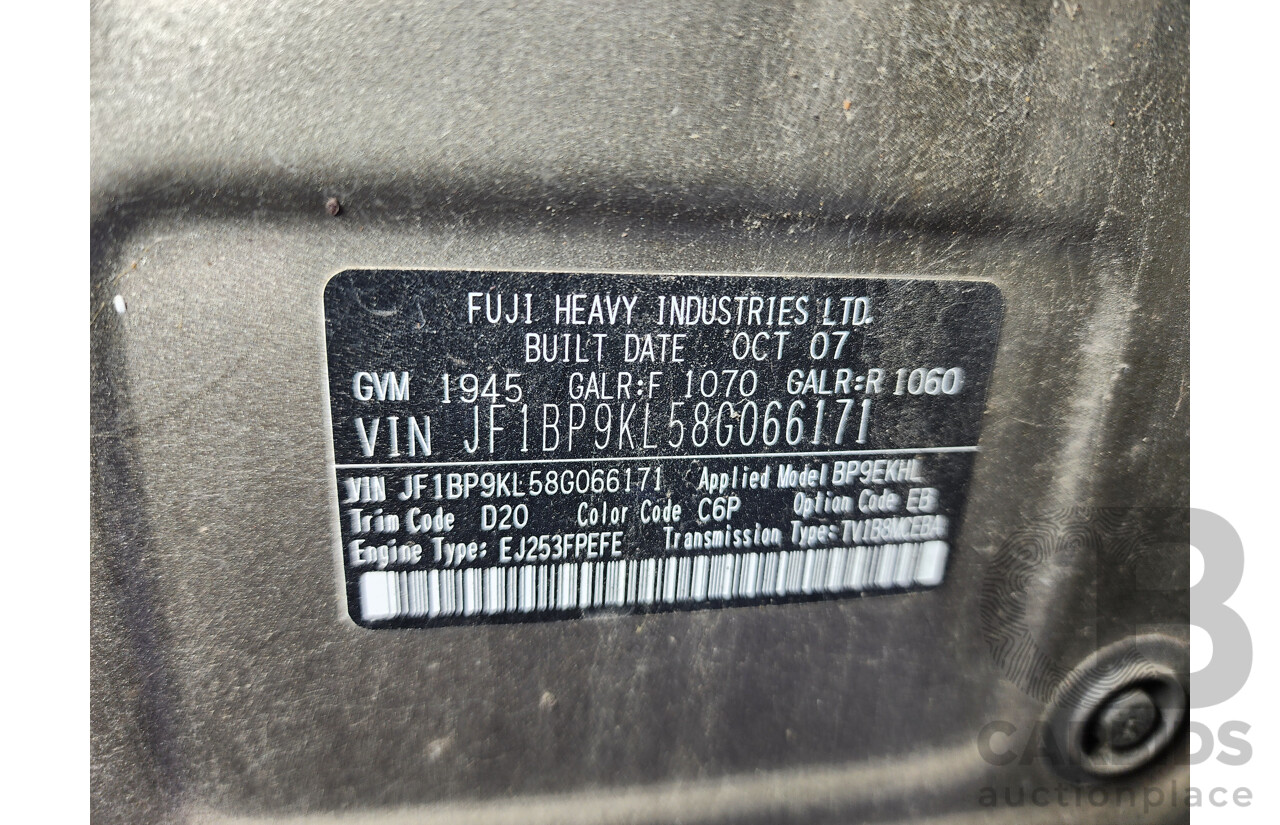 FUJI HEAVY INDUSTRIES LTD.
BUILT DATE OCT 07
GVM 1945 GALR:F 1070 GALR:R 1060
VIN JF1BP9KL58G066171
VIN JF1BP9KL58G066171 Applied Model BP9EKHL
Trim Code D20 Color Code C6P Option Code EB
Engine Type: EJ253FPEFE Transmission Type: TV1B8MCEBA
CB
auctionplace